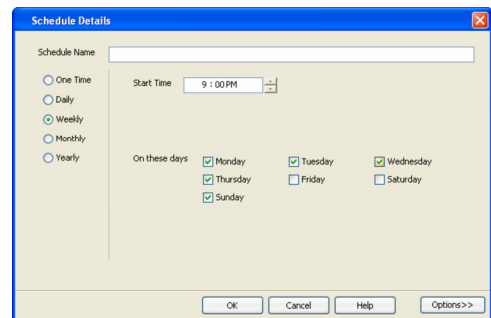 Schedule Details
Schedule Name
One Time
Daily
Weekly
Monthly
Yearly
Start Time 9 : 00 PM
On these days
Monday Tuesday Wednesday
Thursday Friday Saturday
Sunday
OK Cancel Help Options>>